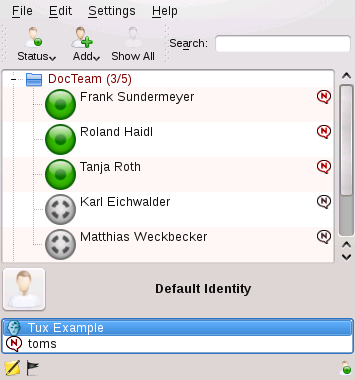 File Edit Settings Help
Status Add Show All Search:
DocTeam (3/5)
Frank Sundermeyer
Roland Haidl
Tanja Roth
Karl Eichwalder
Matthias Weckbecker
Default Identity
Tux Example
toms